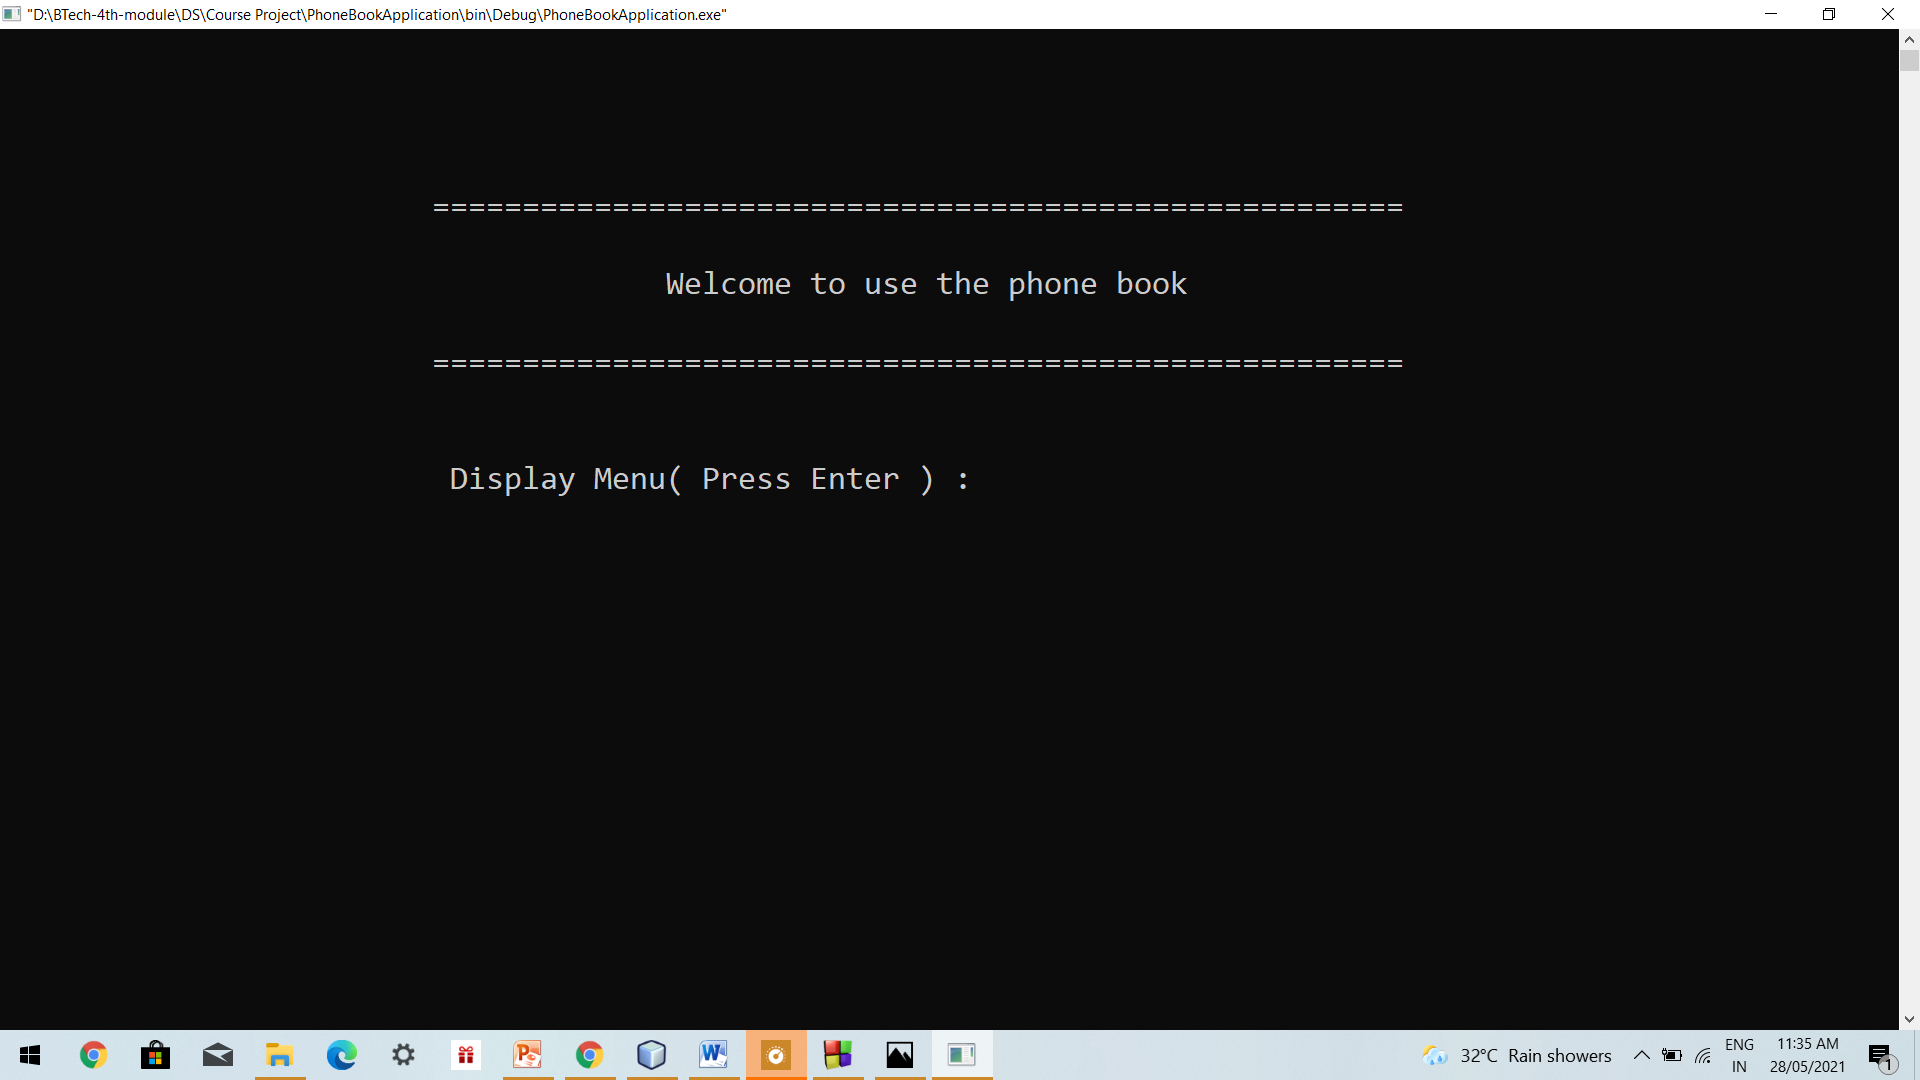 "D:\BTech-4th-module\DS\Course Project\PhoneBookApplication\bin\Debug\PhoneBookApplication.exe"
======================================================
Welcome to use the phone book
======================================================
Display Menu( Press Enter ) :
32°C Rain showers
ENG
IN
11:35 AM
28/05/2021
1